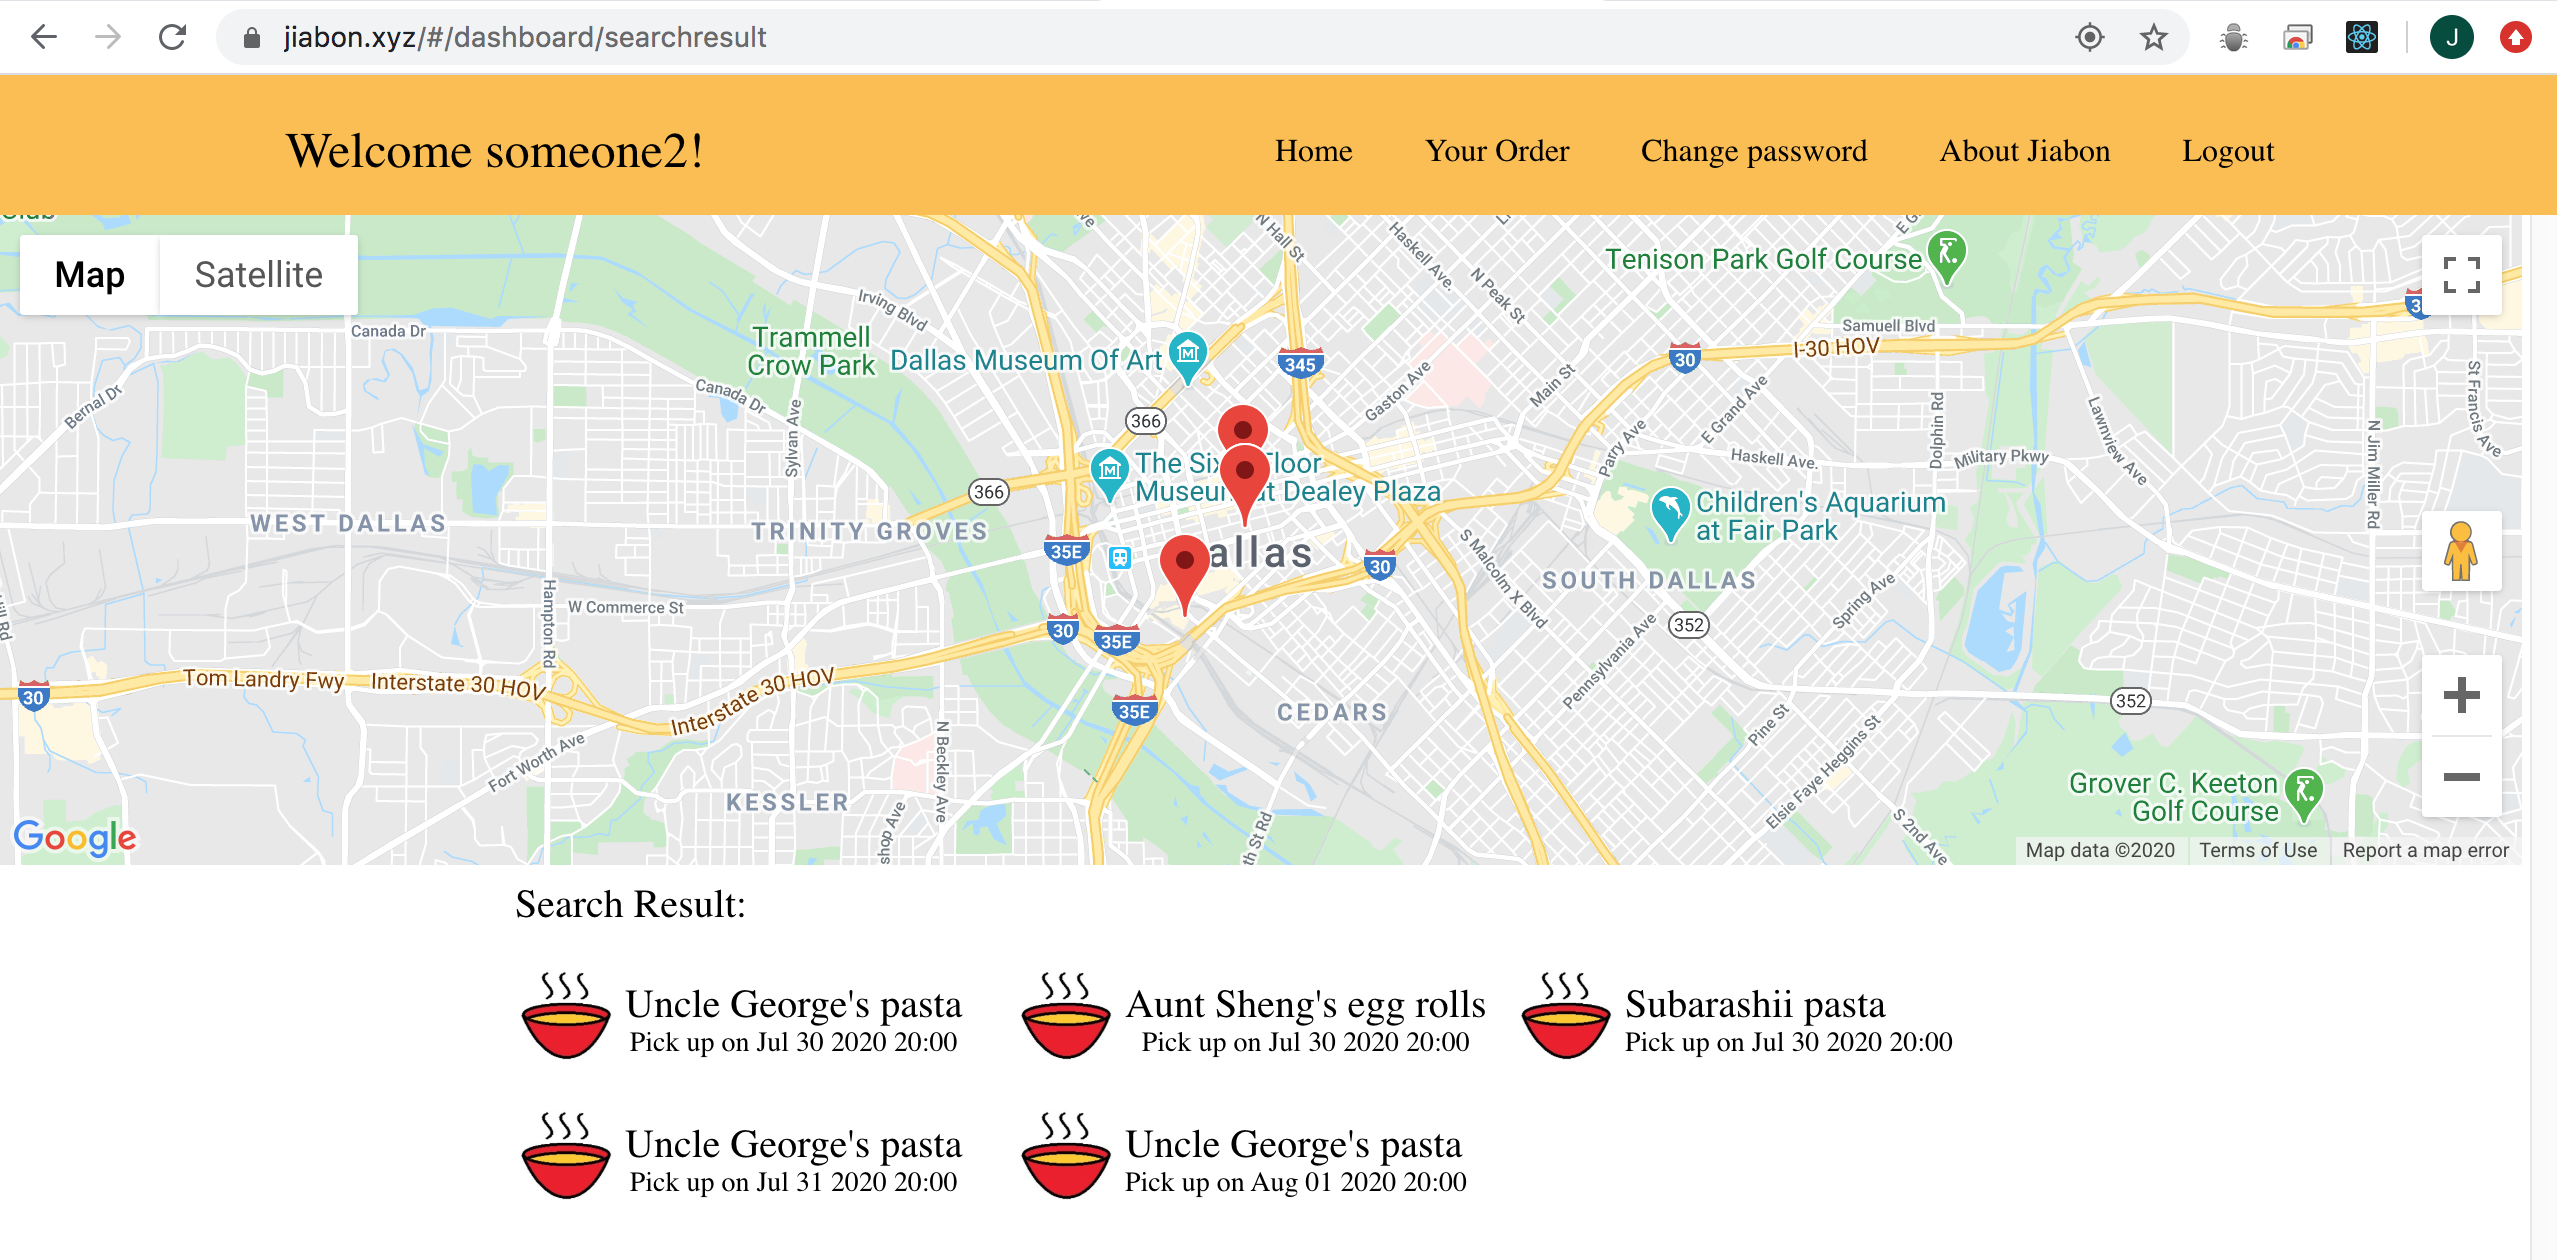 jiabon.xyz/#/dashboard/searchresult
J
Welcome someone2!
Home
Your Order
Change password
About Jiabon
Logout
Map
Satellite
N Hall St
Haskell Ave.
N Peak St
Tenison Park Golf Course
Irving Blvd
Canada Dr
Trammell
Crow Park
Dallas Museum Of Art
345
30
I-30 HOV
Samuell Blvd
St Francis Ave
Bernal Dr
Canada Dr
Sylvan Ave
366
Gaston Ave
Main St
E Grand Ave
Parry Ave
Dolphin Rd
Lawnview Ave
Haskell Ave.
Military Pkwy
N Jim Miller Rd
The Six Floor
Museum at Dealey Plaza
366
Children's Aquarium
at Fair Park
WEST DALLAS
TRINITY GROVES
35E
allas
30
S Malcolm X Blvd
SOUTH DALLAS
Spring Ave
Hampton Rd
W Commerce St
30
35E
352
Pennsylvania Ave
Tom Landry Fwy
Interstate 30 HOV
Interstate 30 HOV
30
35E
CEDARS
352
Pine St
Fort Worth Ave
N Beckley Ave
KESSLER
shop Ave
th St Rd
Elsie Faye Heggins St
S 2nd Ave
Grover C. Keeton
Golf Course
Google
Map data ©2020
Terms of Use
Report a map error
Search Result:
Uncle George's pasta
Pick up on Jul 30 2020 20:00
Aunt Sheng's egg rolls
Pick up on Jul 30 2020 20:00
Subarashii pasta
Pick up on Jul 30 2020 20:00
Uncle George's pasta
Pick up on Jul 31 2020 20:00
Uncle George's pasta
Pick up on Aug 01 2020 20:00